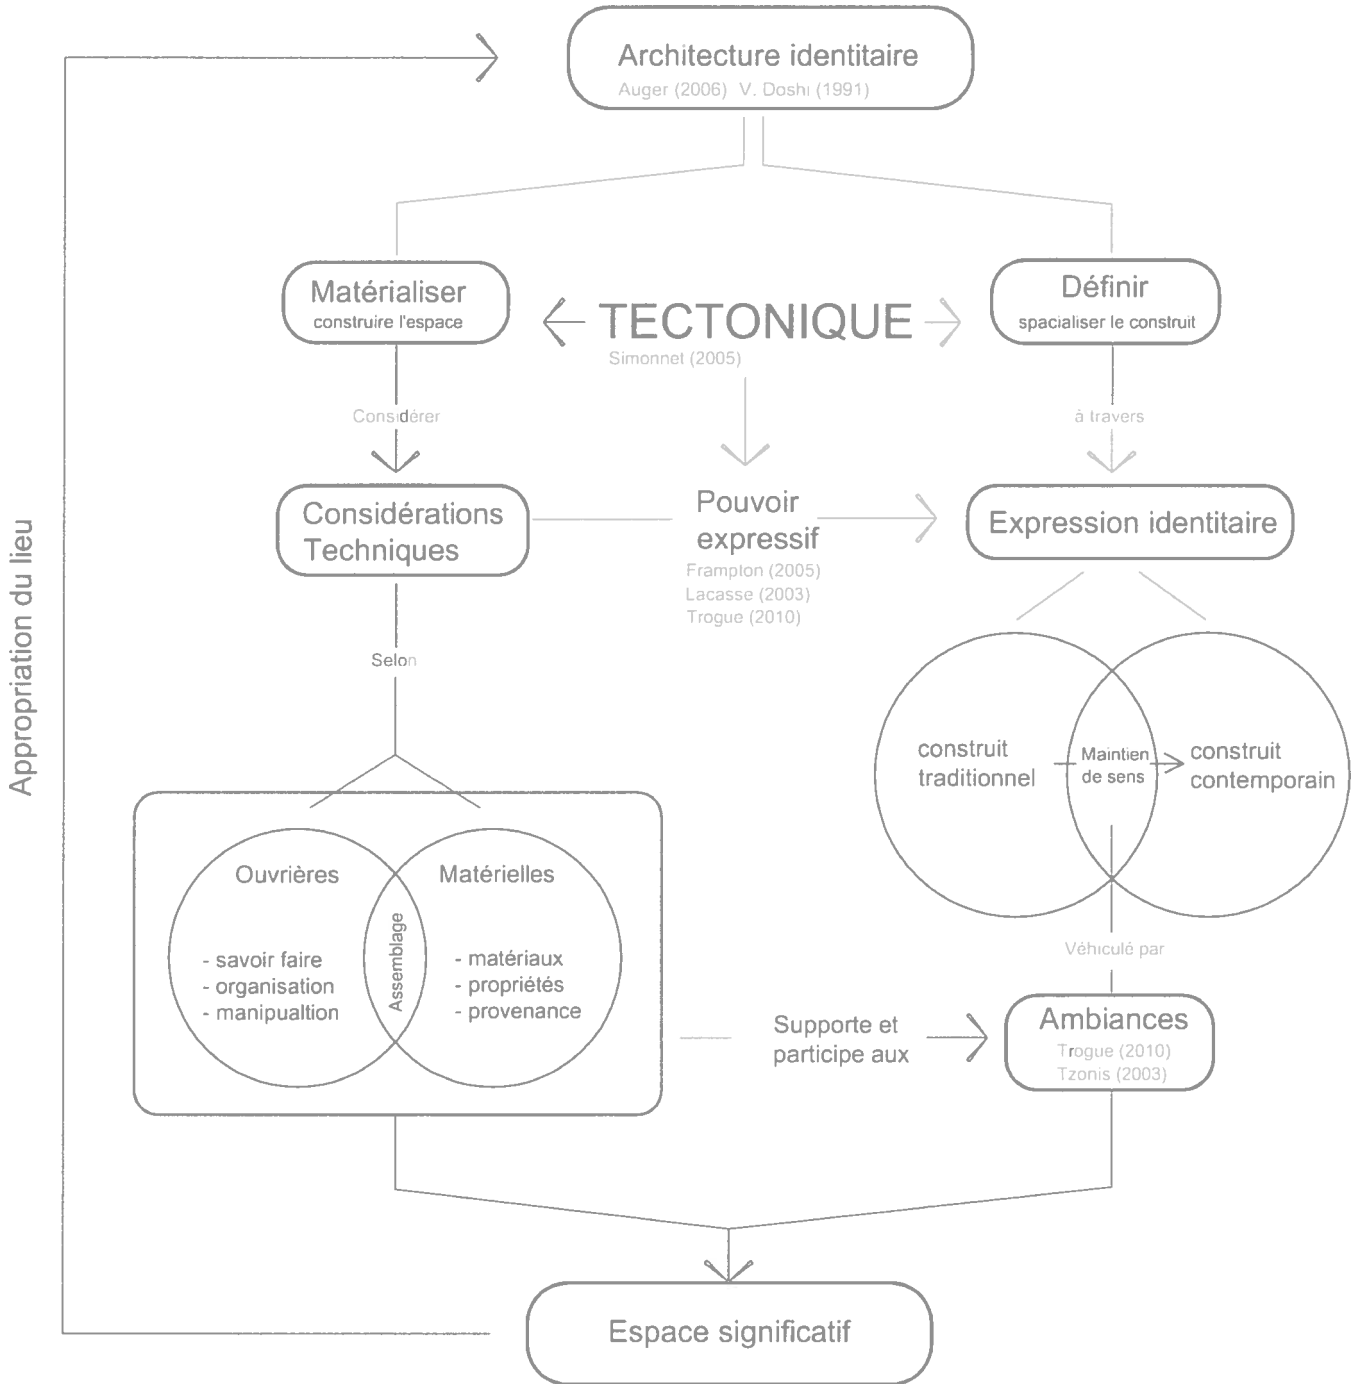 Architecture identitaire
Auger (2006) V. Doshi (1991)
Matérialiser
construire l'espace
TECTONIQUE
Simonnet (2005)
Définir
spacialiser le construit
Considérer
à travers
Considérations
Techniques
Pouvoir
expressif
Frampton (2005)
Lacasse (2003)
Trogue (2010)
Expression identitaire
Appropriation du lieu
Selon
construit
traditionnel
Maintien
de sens
construit
contemporain
Ouvrières
- savoir faire
- organisation
- manipualtion
Assemblage
Matérielles
- matériaux
- propriétés
- provenance
Véhiculé par
Supporte et
participe aux
Ambiances
Trogue (2010)
Tzonis (2003)
Espace significatif